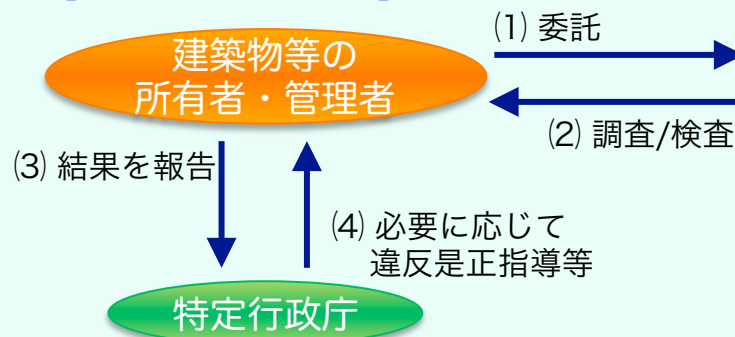 (1) 委託
建築物等の
所有者・管理者
(2) 調査/検査
(3) 結果を報告
(4) 必要に応じて
違反是正指導等
特定行政庁